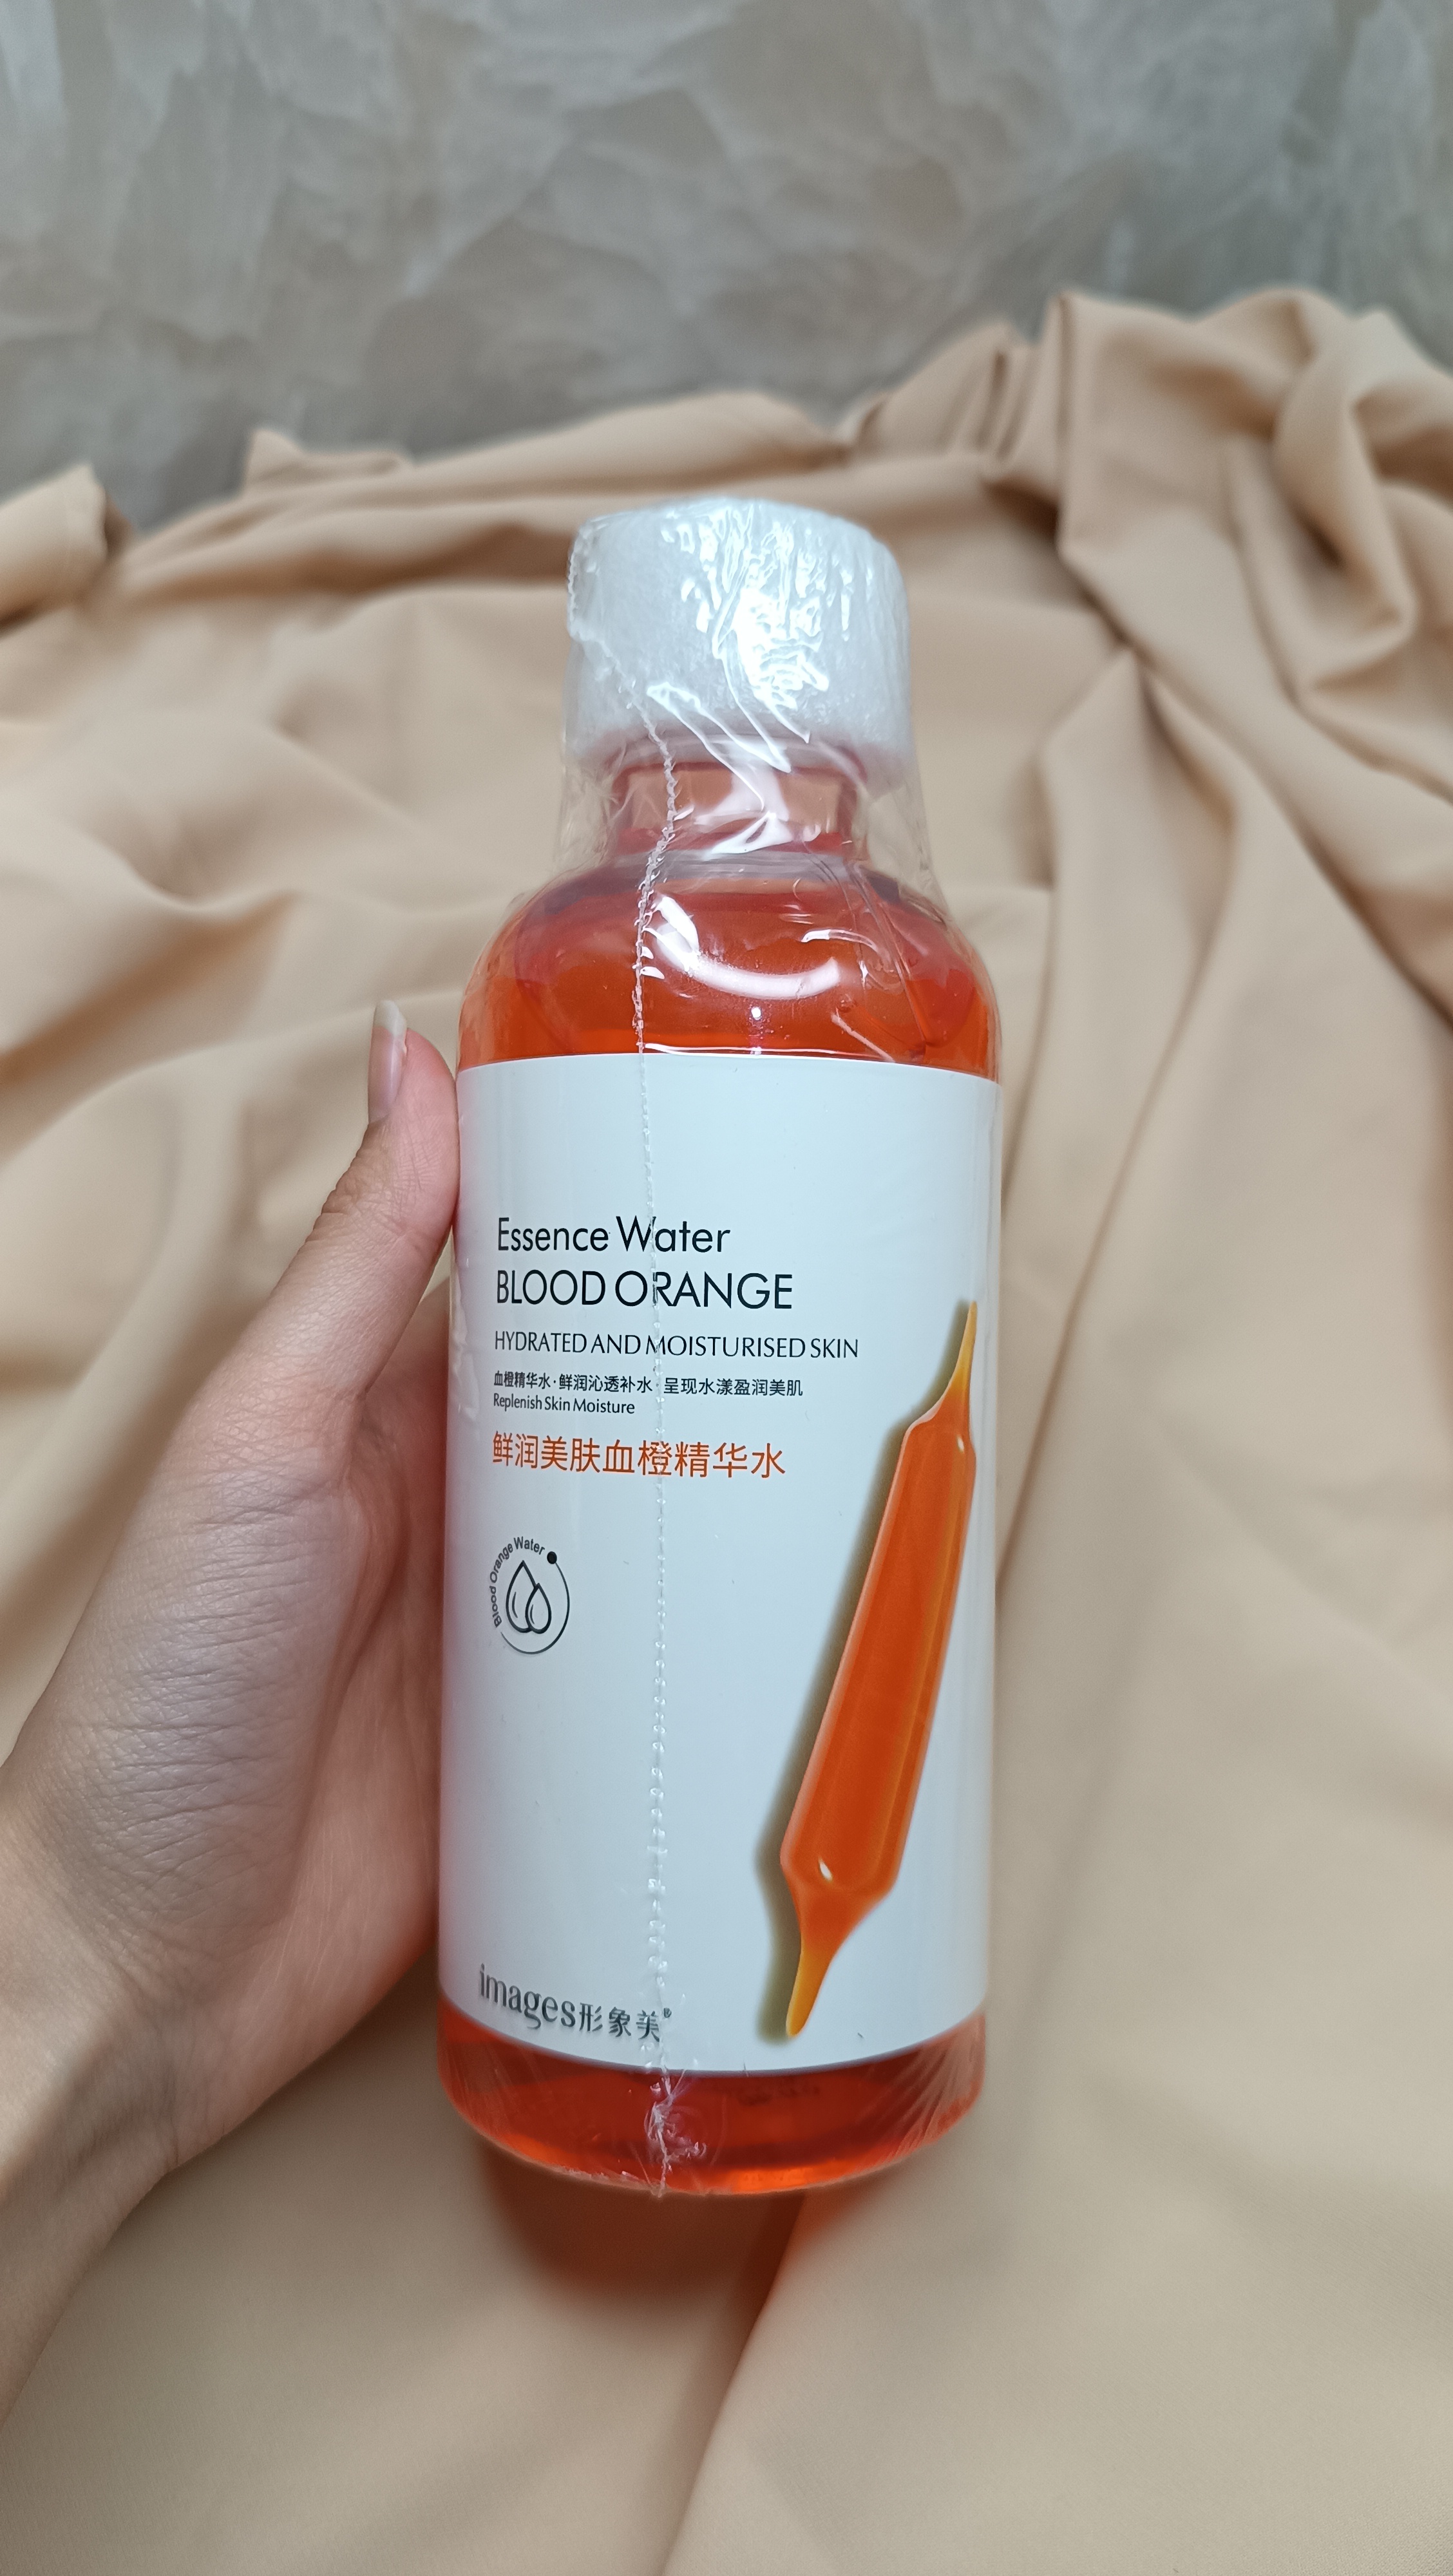 Essence Water
BLOOD ORANGE
HYDRATED AND MOISTURISED SKIN
血橙精华水·鲜润沁透补水·呈现水漾盈润美肌
Replenish Skin Moisture
鲜润美肤血橙精华水
Blood Orange Water
images形象美®